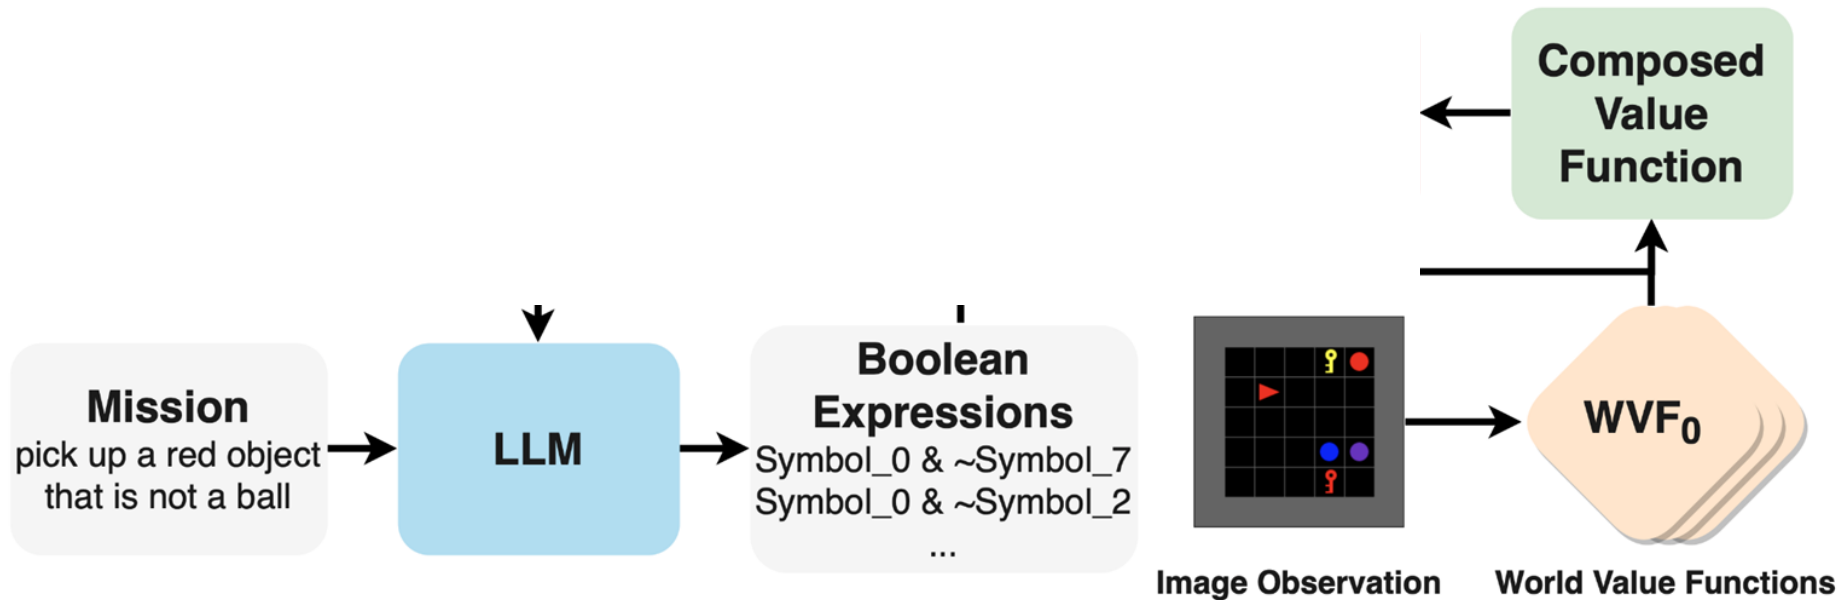 Composed
Value
Function
Mission
pick up a red object
that is not a ball
LLM
Boolean
Expressions
Symbol_0 & ~Symbol_7
Symbol_0 & ~Symbol_2
...
WVF₀
Image Observation
World Value Functions